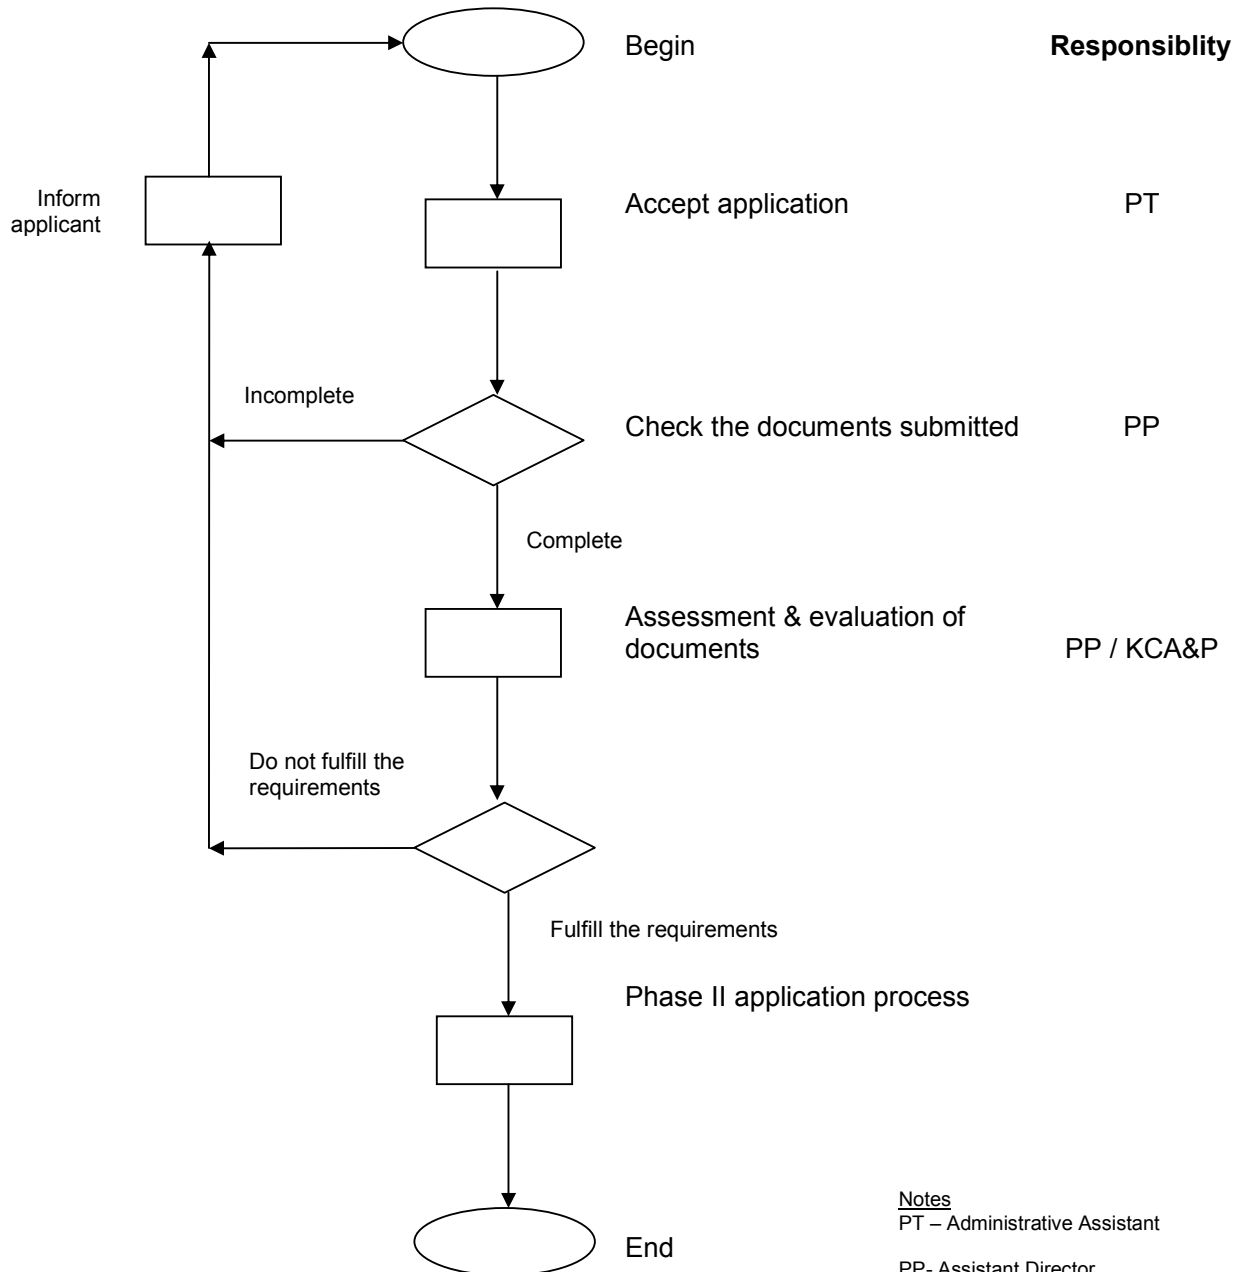 Begin
Responsiblity
Inform
applicant
Accept application
PT
Incomplete
Check the documents submitted
PP
Complete
Assessment & evaluation of
documents
PP / KCA&P
Do not fulfill the
requirements
Fulfill the requirements
Phase II application process
Notes
PT – Administrative Assistant
End
PP- Assistant Director